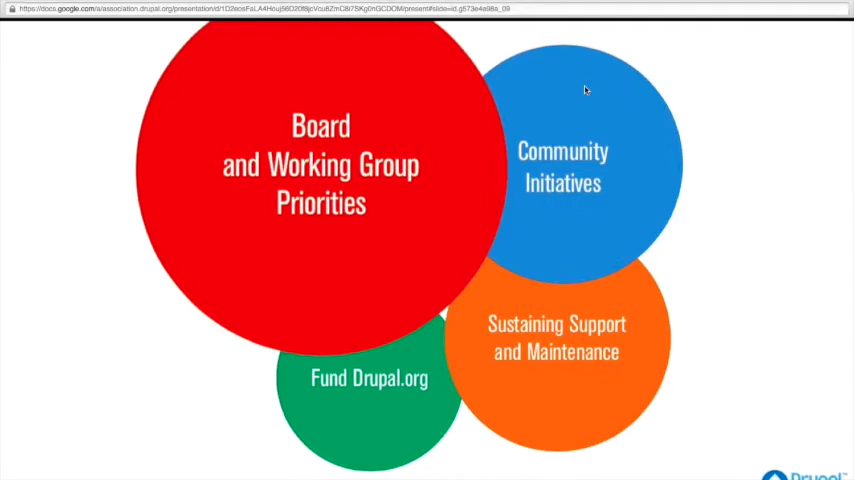 Board
and Working Group
Priorities
Community
Initiatives
Sustaining Support
and Maintenance
Fund Drupal.org